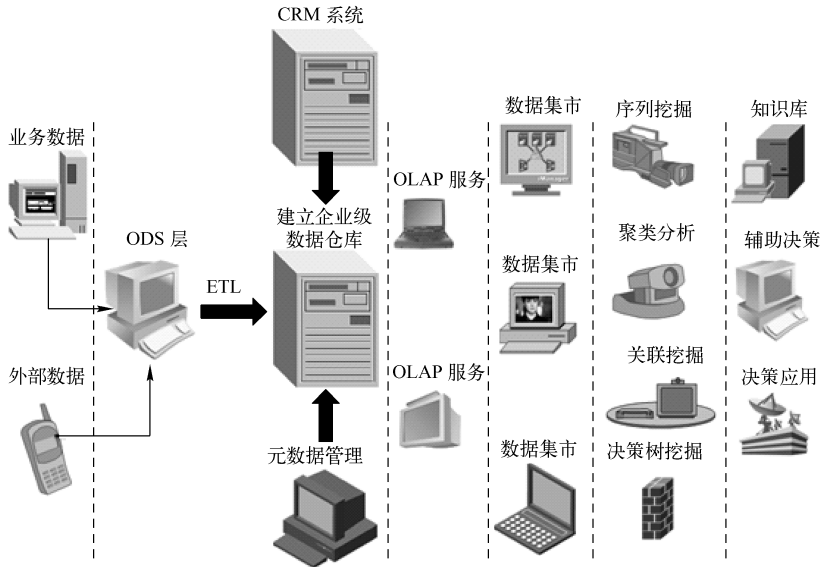 CRM 系统
业务数据
ODS 层
ETL
外部数据
建立企业级
数据仓库
元数据管理
OLAP 服务
OLAP 服务
数据集市
数据集市
数据集市
序列挖掘
聚类分析
关联挖掘
决策树挖掘
知识库
辅助决策
决策应用